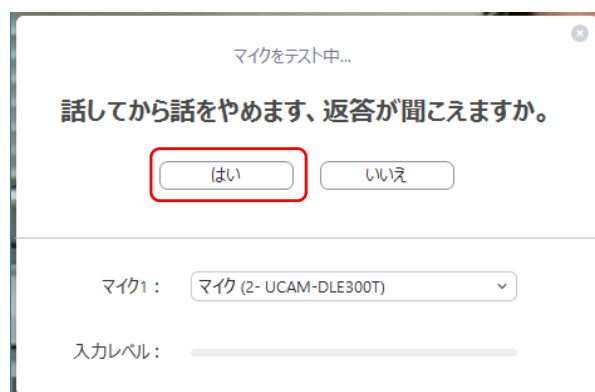 マイクをテスト中...
話してから話をやめます、返答が聞こえますか。
はい いいえ
マイク1： マイク (2- UCAM-DLE300T)
入力レベル：